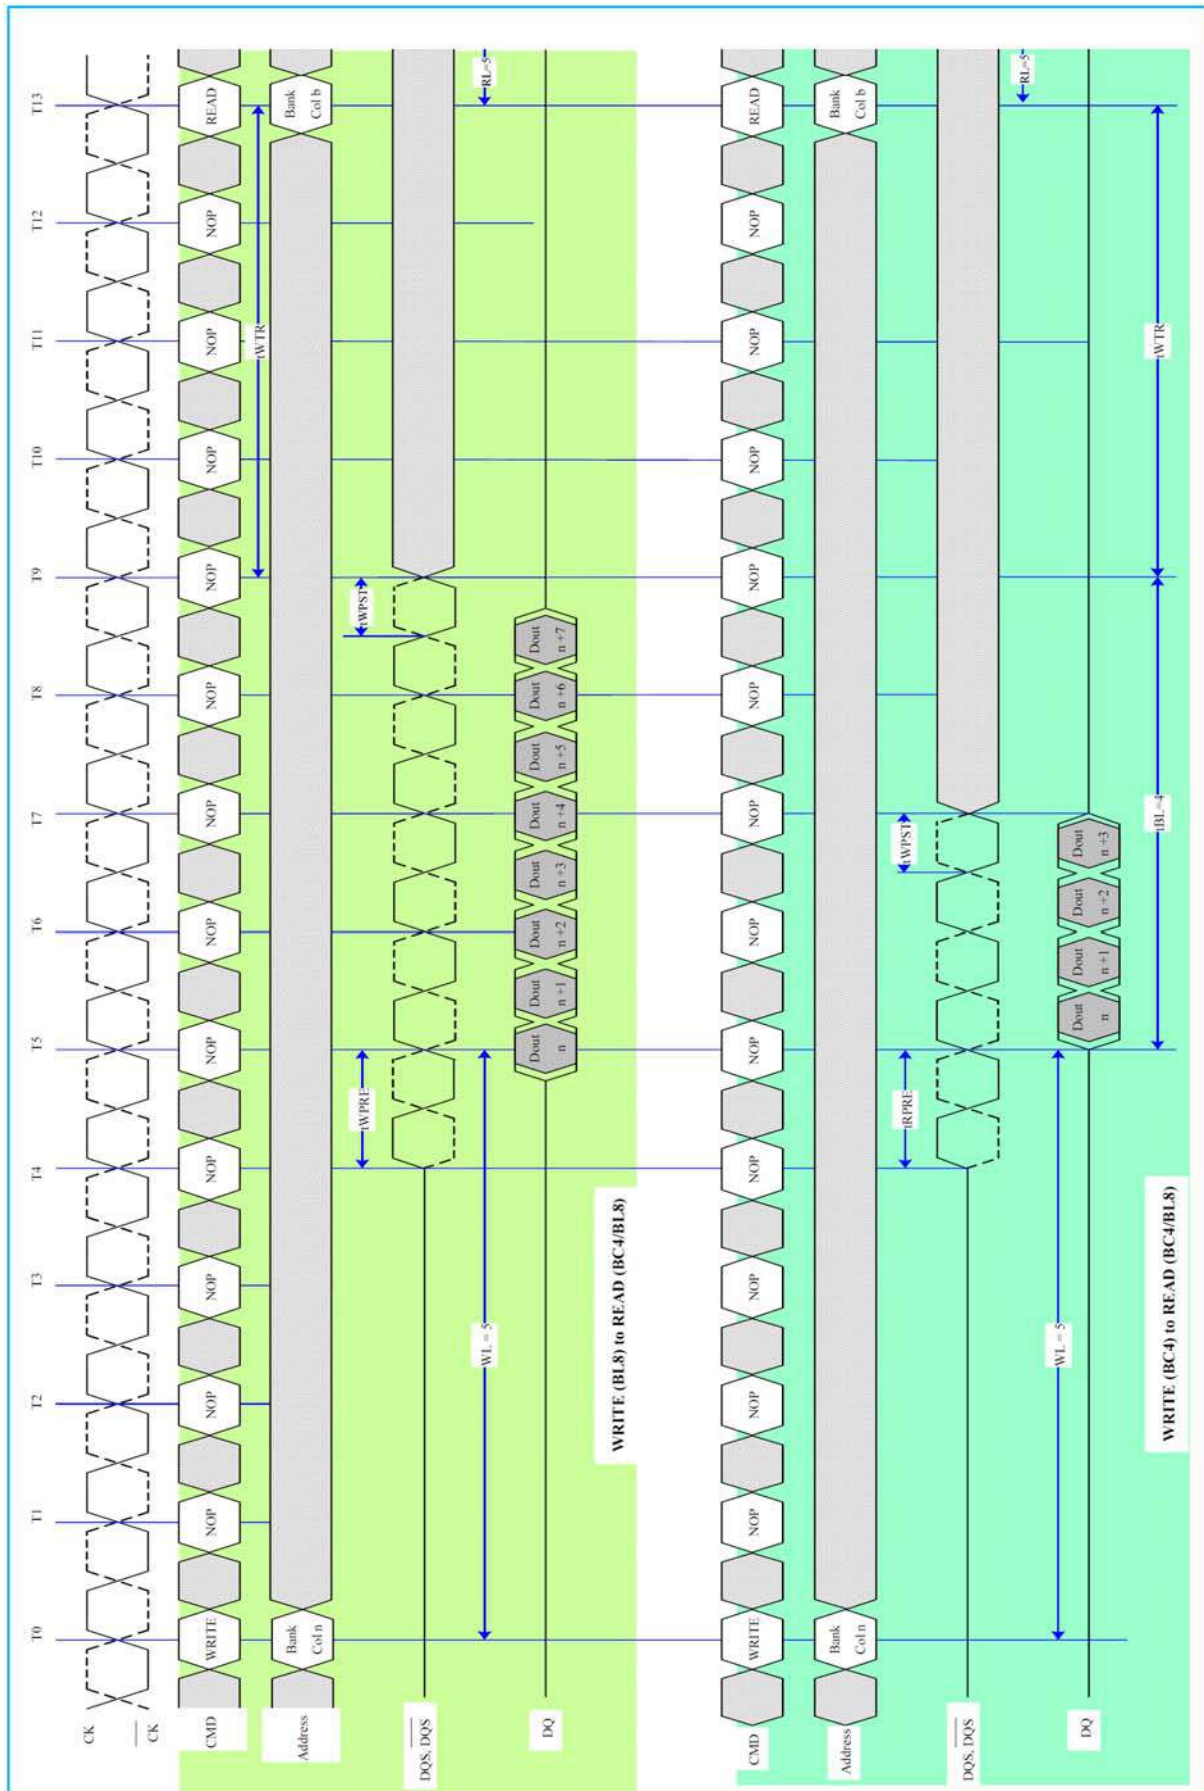 T0 T1 T2 T3 T4 T5 T6 T7 T8 T9 T10 T11 T12 T13
CK
CK
CMD WRITE NOP NOP NOP NOP NOP NOP NOP NOP NOP NOP NOP NOP READ
tWTR
Address Bank Col n Bank Col b
tWPRE tWPST
DQS, DQS
WL = 5 RL=5
DQ Dout n Dout n +1 Dout n +2 Dout n +3 Dout n +4 Dout n +5 Dout n +6 Dout n +7
WRITE (BL8) to READ (BC4/BL8)
CMD WRITE NOP NOP NOP NOP NOP NOP NOP NOP NOP NOP NOP NOP READ
Address Bank Col n Bank Col b
tRPRE tWPST
DQS, DQS
RL=5
WL = 5
DQ Dout n Dout n +1 Dout n +2 Dout n +3
tBL=4 tWTR
WRITE (BC4) to READ (BC4/BL8)